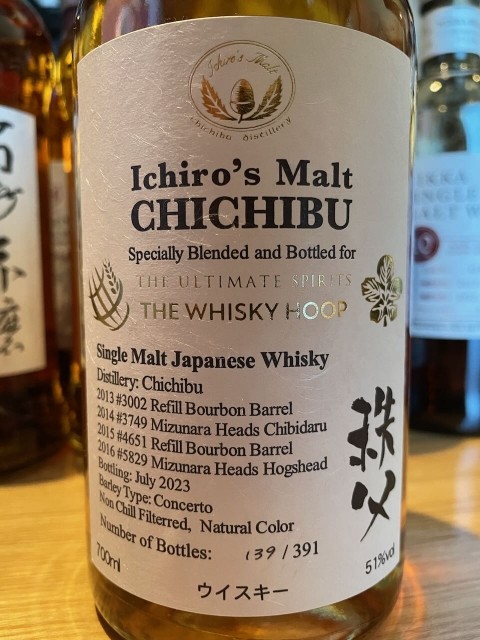 Ichiro's Malt
Chichibu distillery
Ichiro's Malt
CHICHIBU
Specially Blended and Bottled for
THE ULTIMATE SPIRITS
THE WHISKY HOOP
Single Malt Japanese Whisky
Distillery: Chichibu
2013 #3002 Refill Bourbon Barrel
2014 #3749 Mizunara Heads Chibidaru
2015 #4651 Refill Bourbon Barrel
2016 #5829 Mizunara Heads Hogshead
Bottling: July 2023
Barley Type: Concerto
Non Chill Filterred, Natural Color
Number of Bottles: 139 / 391
700ml
51%vol
ウイスキー
秩父